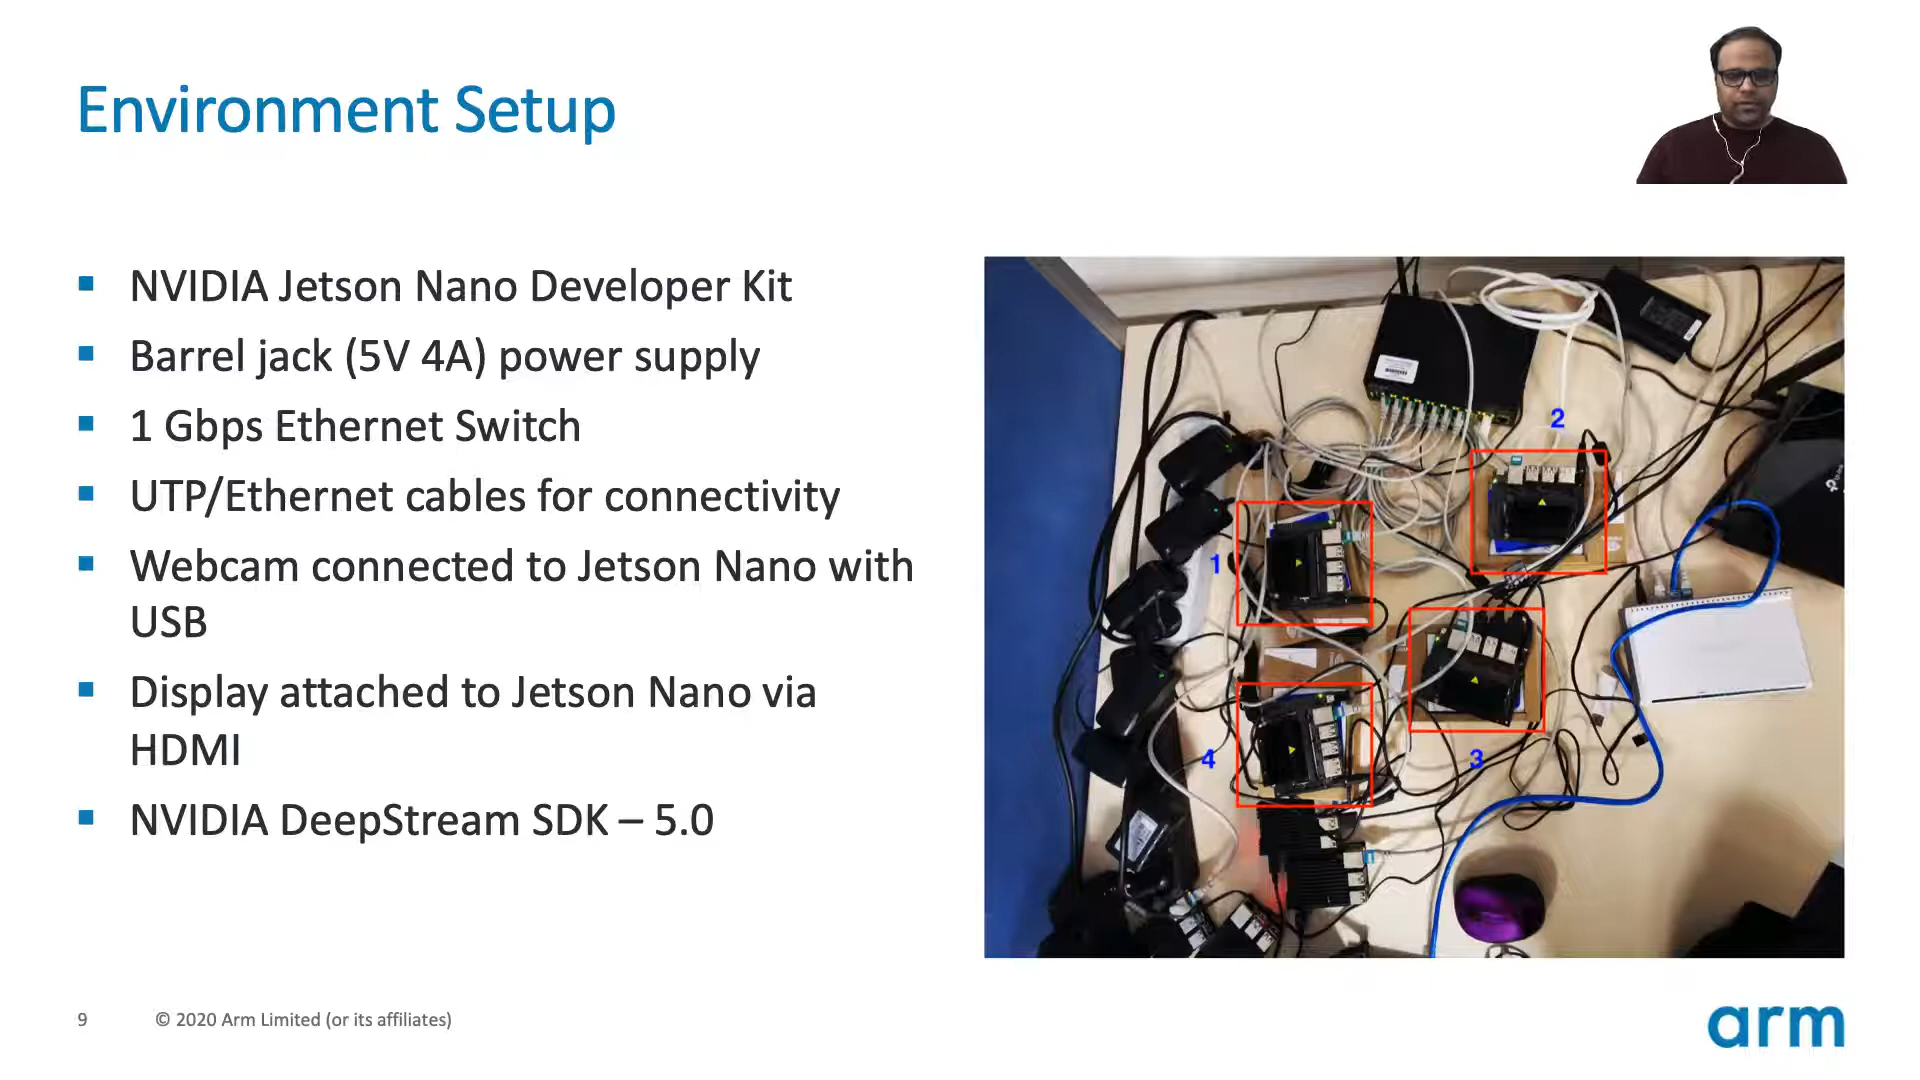 Environment Setup
NVIDIA Jetson Nano Developer Kit
Barrel jack (5V 4A) power supply
1 Gbps Ethernet Switch
UTP/Ethernet cables for connectivity
Webcam connected to Jetson Nano with
USB
Display attached to Jetson Nano via
HDMI
NVIDIA DeepStream SDK – 5.0
2
1
3
4
9
© 2020 Arm Limited (or its affiliates)
arm